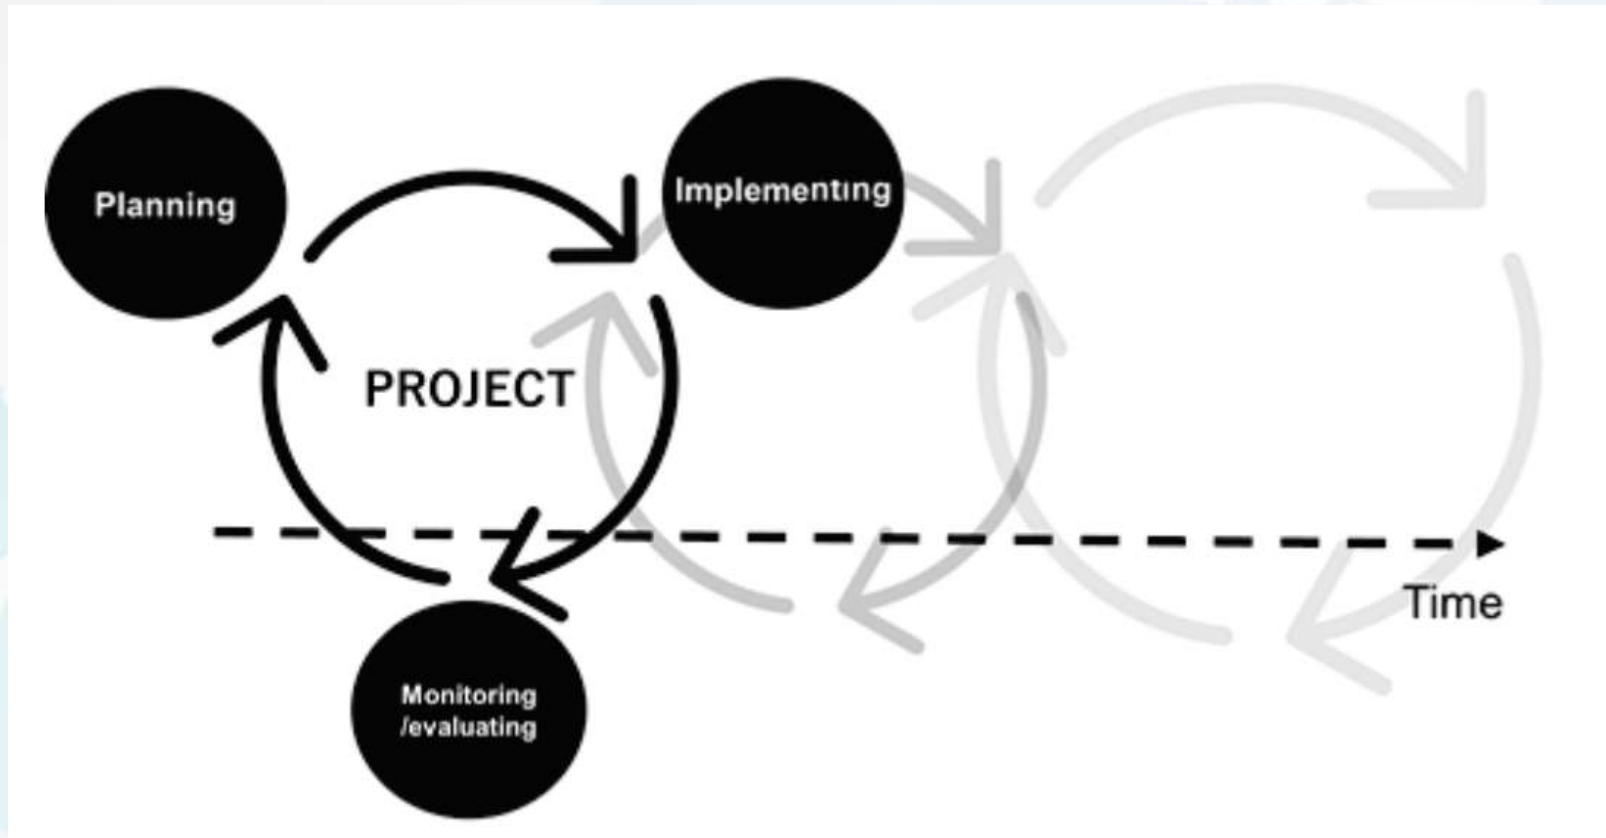 Planning
Implementing
PROJECT
Time
Monitoring
/evaluating